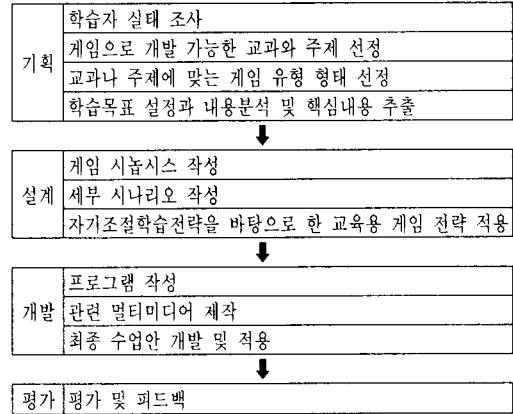 기획
학습자 실태 조사
게임으로 개발 가능한 교과와 주제 선정
교과나 주제에 맞는 게임 유형 형태 선정
학습목표 설정과 내용분석 및 핵심내용 추출
설계
게임 시놉시스 작성
세부 시나리오 작성
자기조절학습전략을 바탕으로 한 교육용 게임 전략 적용
개발
프로그램 작성
관련 멀티미디어 제작
최종 수업안 개발 및 적용
평가
평가 및 피드백